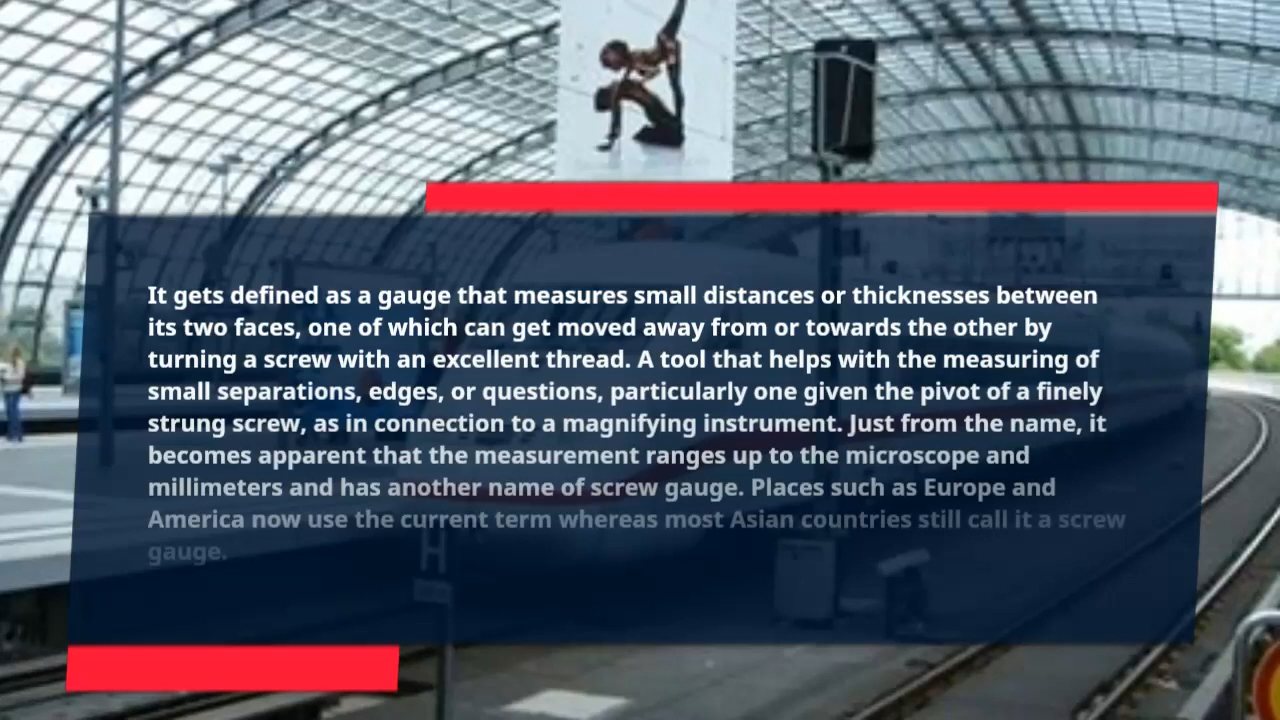 It gets defined as a gauge that measures small distances or thicknesses between
its two faces, one of which can get moved away from or towards the other by
turning a screw with an excellent thread. A tool that helps with the measuring of
small separations, edges, or questions, particularly one given the pivot of a finely
strung screw, as in connection to a magnifying instrument. Just from the name, it
becomes apparent that the measurement ranges up to the microscope and
millimeters and has another name of screw gauge. Places such as Europe and
America now use the current term whereas most Asian countries still call it a screw
gauge.
H